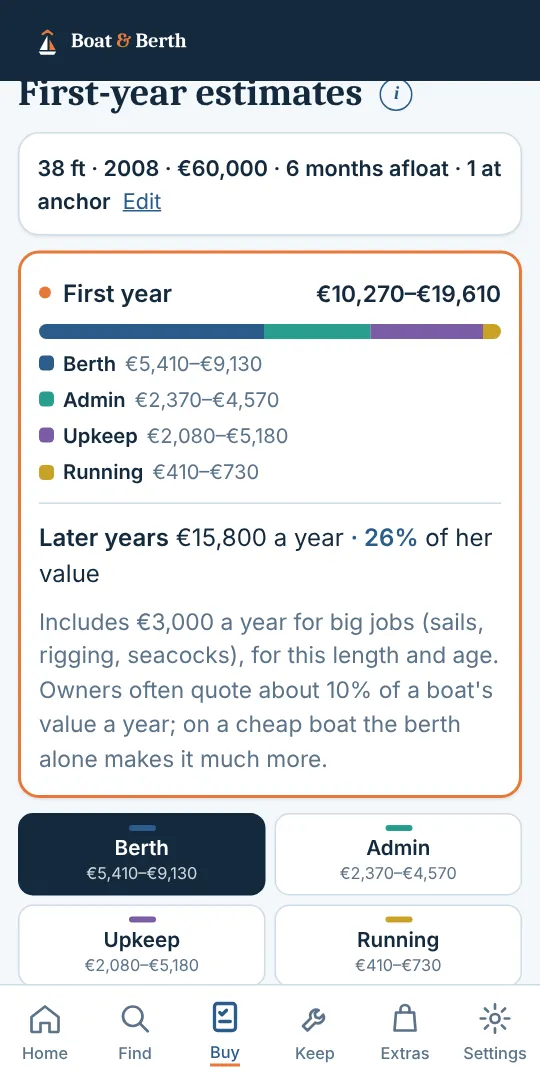 Boat & Berth
First-year estimates i
38 ft · 2008 · €60,000 · 6 months afloat · 1 at
anchor Edit
First year €10,270–€19,610
Berth €5,410–€9,130
Admin €2,370–€4,570
Upkeep €2,080–€5,180
Running €410–€730
Later years €15,800 a year · 26% of her
value
Includes €3,000 a year for big jobs (sails,
rigging, seacocks), for this length and age.
Owners often quote about 10% of a boat's
value a year; on a cheap boat the berth
alone makes it much more.
Berth
€5,410–€9,130
Admin
€2,370–€4,570
Upkeep
€2,080–€5,180
Running
€410–€730
Home
Find
Buy
Keep
Extras
Settings